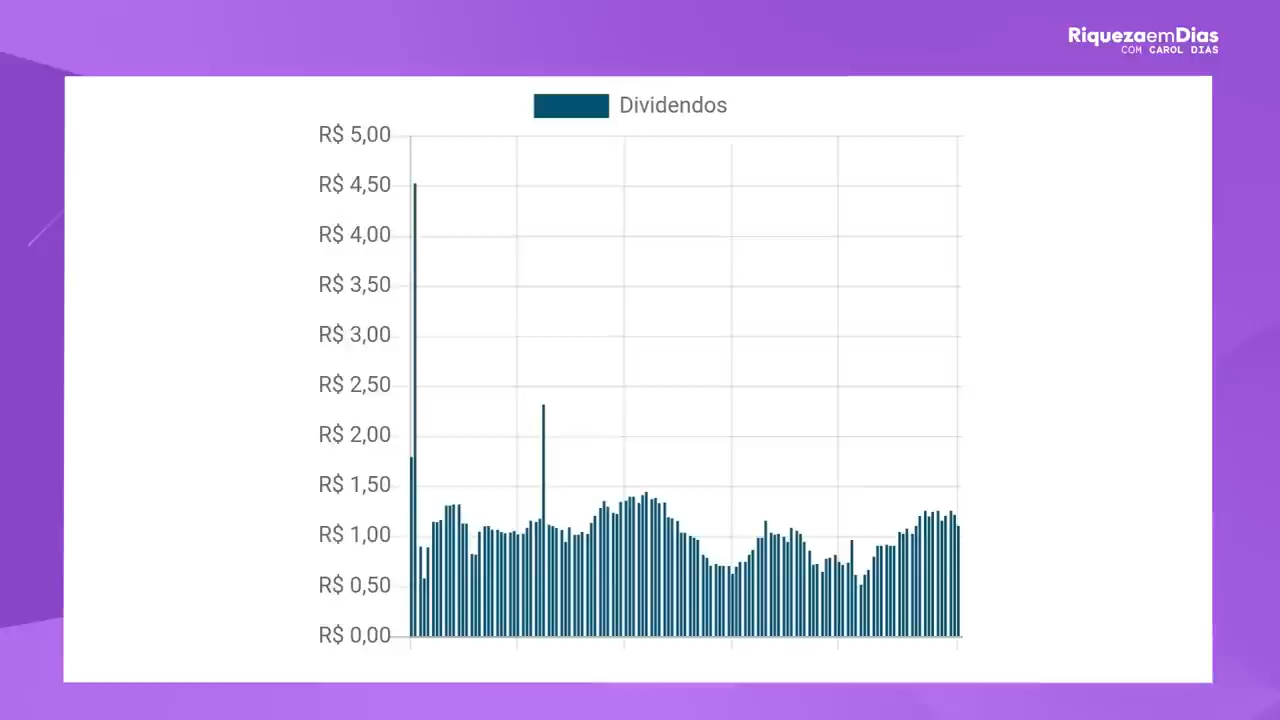 RiquezaemDias
COM CAROL DIAS
Dividendos
R$ 5,00
R$ 4,50
R$ 4,00
R$ 3,50
R$ 3,00
R$ 2,50
R$ 2,00
R$ 1,50
R$ 1,00
R$ 0,50
R$ 0,00